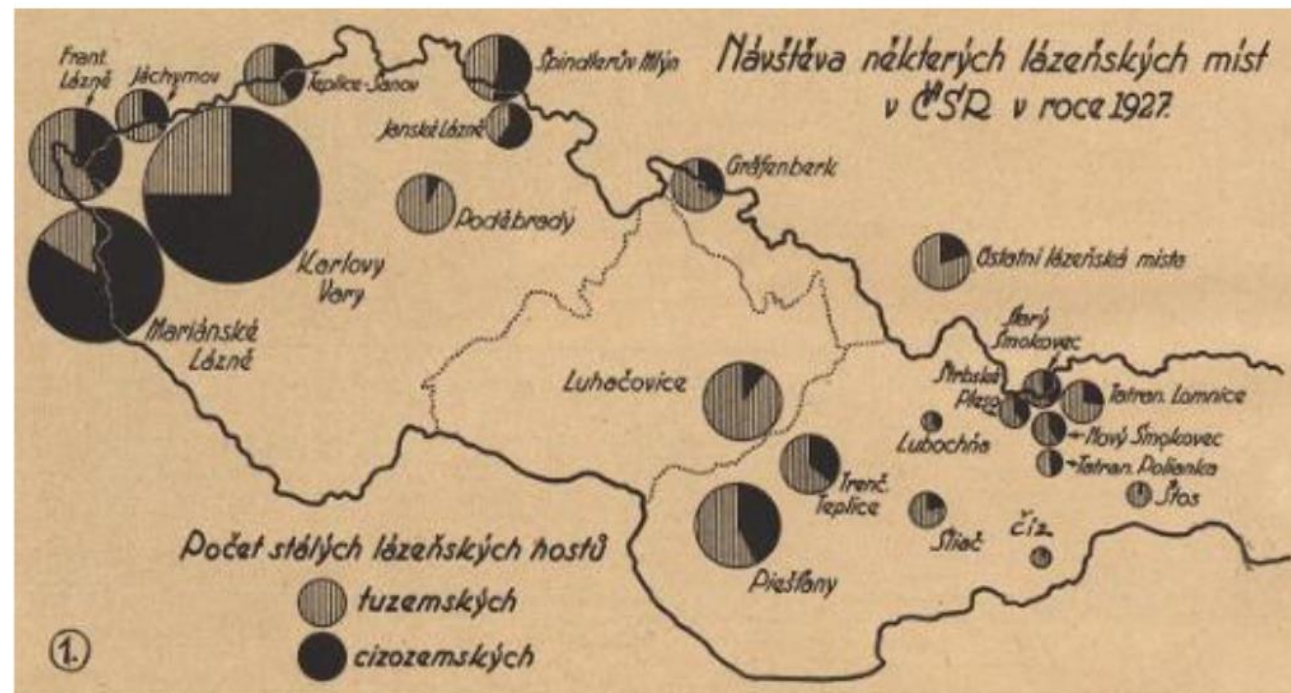 Návštěva některých lázeňských míst
v ČSR v roce 1927.
Frant.
Lázně
Jáchymov
Teplice-Šanov
Špindlerův Mlýn
Janské Lázně
Gräfenberk
Poděbrady
Karlovy
Vary
Mariánské
Lázně
Ostatní lázeňská místa
Starý
Smokovec
Štrbské
Pleso
Tatran. Lomnice
Luhačovice
Lubochňa
Nový Smokovec
Tatran. Polianka
Trenč.
Teplice
Štos
Sliač
Číz.
Piešťany
Počet stálých lázeňských hostů
tuzemských
cizozemských
1.